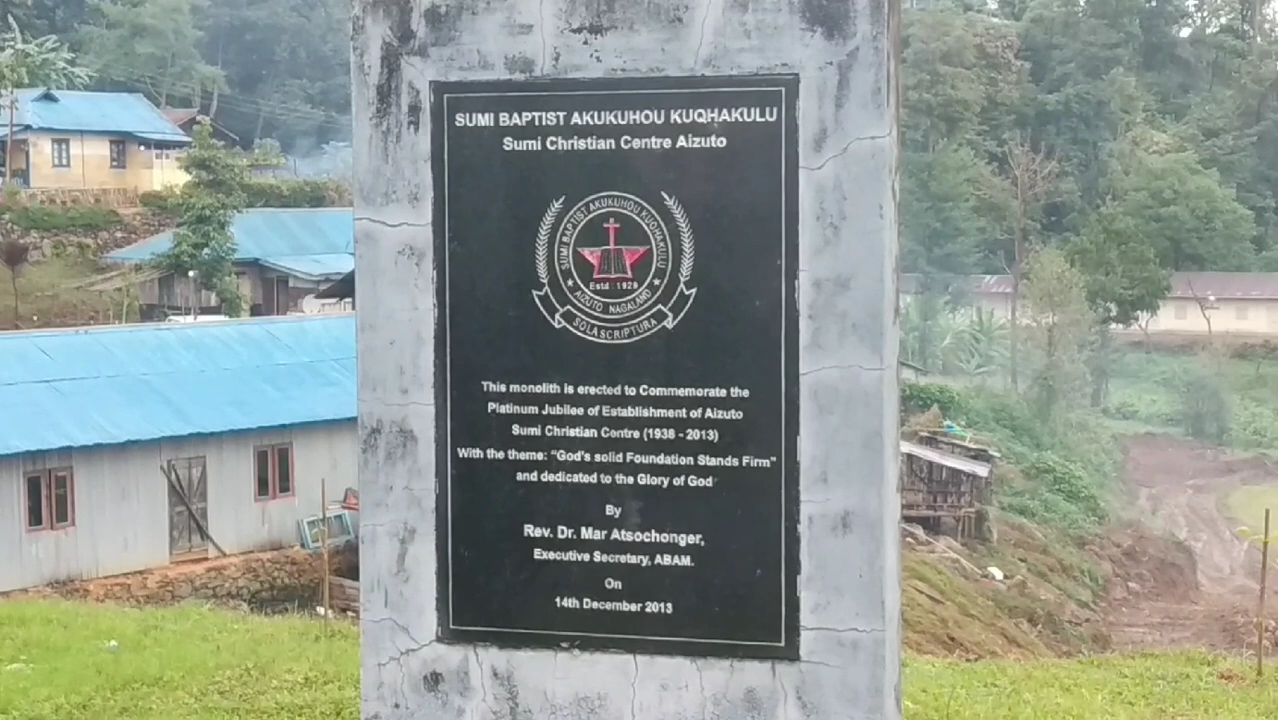 SUMI BAPTIST AKUKUHOU KUQHAKULU
Sumi Christian Centre Aizuto
SUMI BAPTIST AKUKUHOU KUQHAKULU
Estd 1928
AIZUTO NAGALAND
SOLA SCRIPTURA
This monolith is erected to Commemorate the
Platinum Jubilee of Establishment of Aizuto
Sumi Christian Centre (1938 - 2013)
With the theme: “God's solid Foundation Stands Firm”
and dedicated to the Glory of God
By
Rev. Dr. Mar Atsochonger,
Executive Secretary, ABAM.
On
14th December 2013